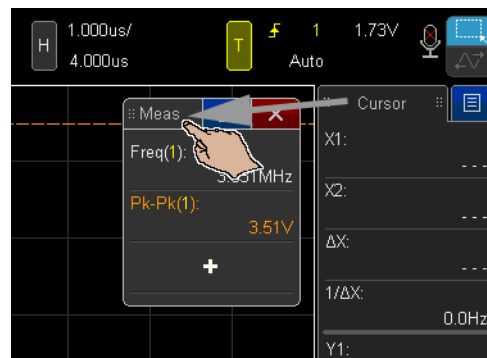 H 1.000us/ T 1 1.73V
4.000us Auto
Meas
Freq(1):
Pk-Pk(1):
3.51V
+
Cursor
X1:
---
X2:
---
ΔX:
---
1/ΔX:
0.0Hz
Y1: